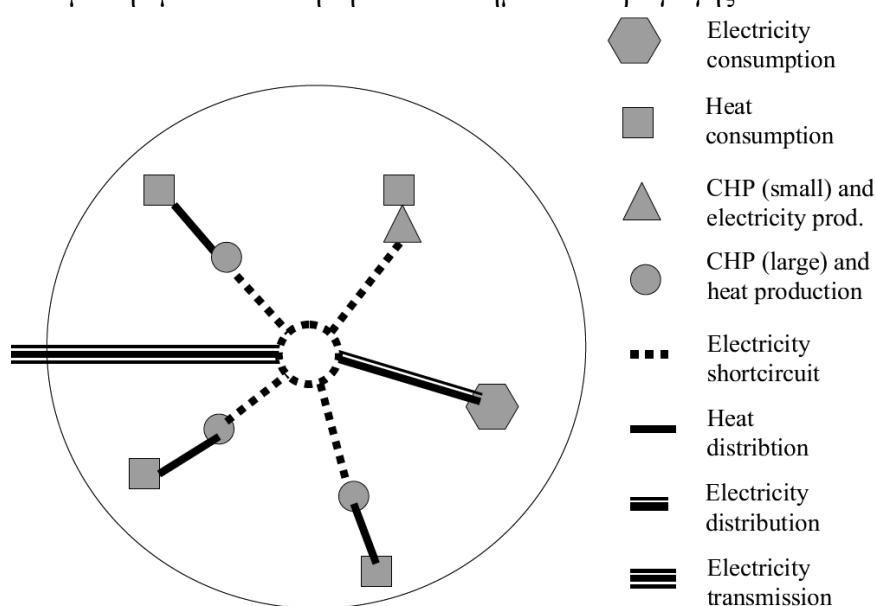 Electricity
consumption
Heat
consumption
CHP (small) and
electricity prod.
CHP (large) and
heat production
Electricity
shortcircuit
Heat
distribtion
Electricity
distribution
Electricity
transmission